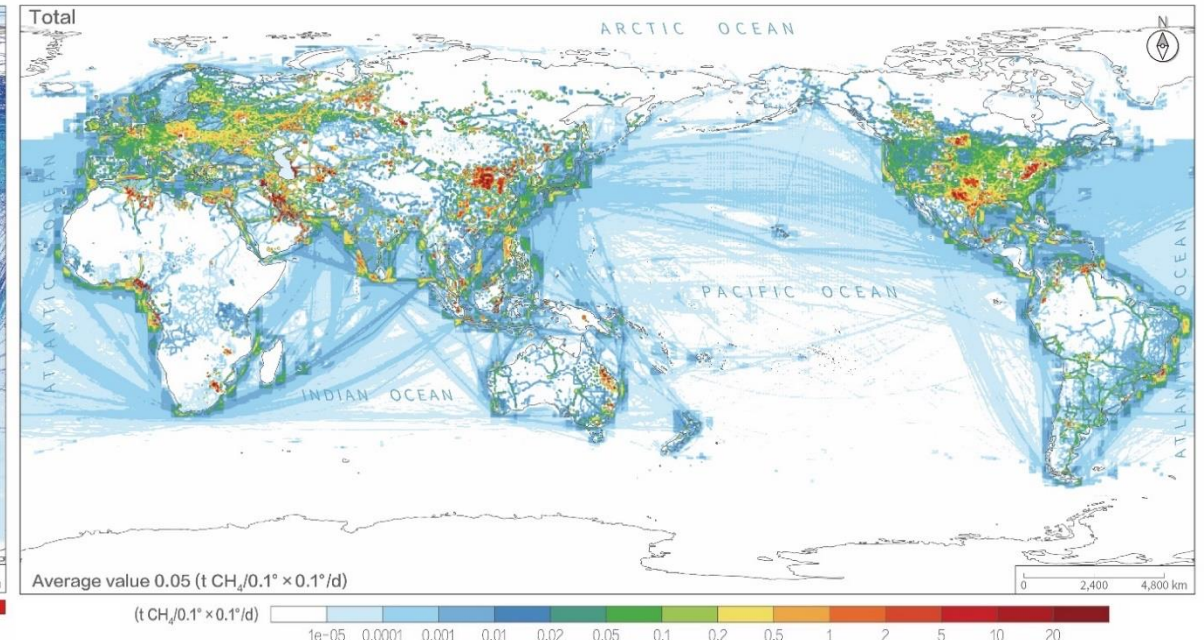 Total
ARCTIC OCEAN
N
ATLANTIC OCEAN
PACIFIC OCEAN
INDIAN OCEAN
ATLANTIC OCEAN
Average value 0.05 (t CH₄/0.1° × 0.1°/d)
0 2,400 4,800 km
(t CH₄/0.1° × 0.1°/d)
1e−05 0.0001 0.001 0.01 0.02 0.05 0.1 0.2 0.5 1 2 5 10 20